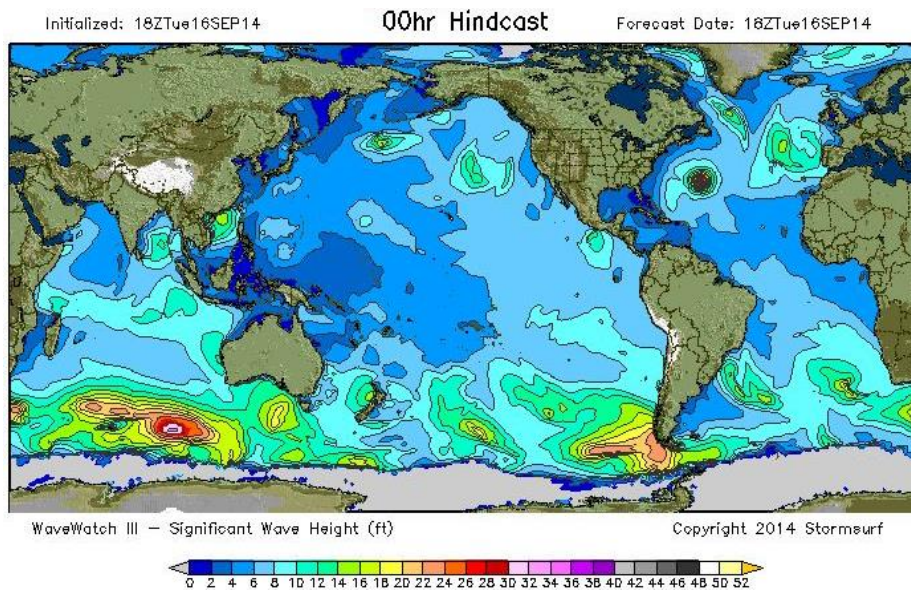 Initialized: 18ZTue16SEP14 00hr Hindcast Forecast Date: 18ZTue16SEP14
WaveWatch III – Significant Wave Height (ft) Copyright 2014 Stormsurf
0 2 4 6 8 10 12 14 16 18 20 22 24 26 28 30 32 34 36 38 40 42 44 46 48 50 52